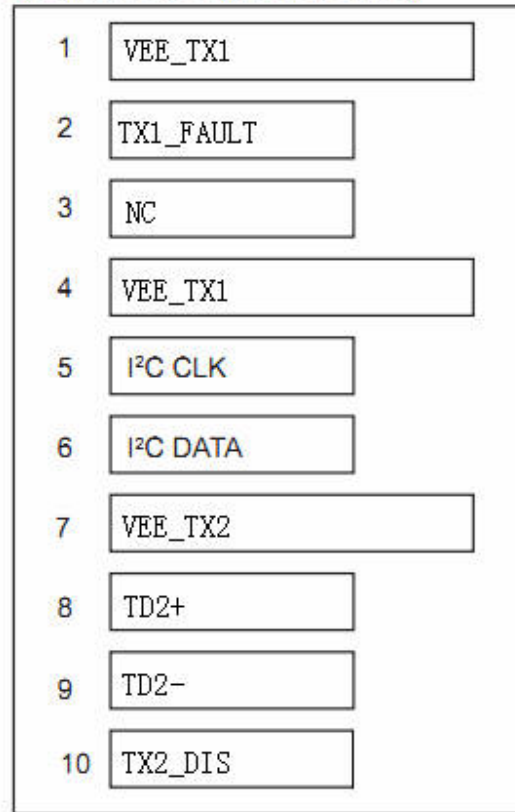 1 VEE_TX1
2 TX1_FAULT
3 NC
4 VEE_TX1
5 I²C CLK
6 I²C DATA
7 VEE_TX2
8 TD2+
9 TD2-
10 TX2_DIS